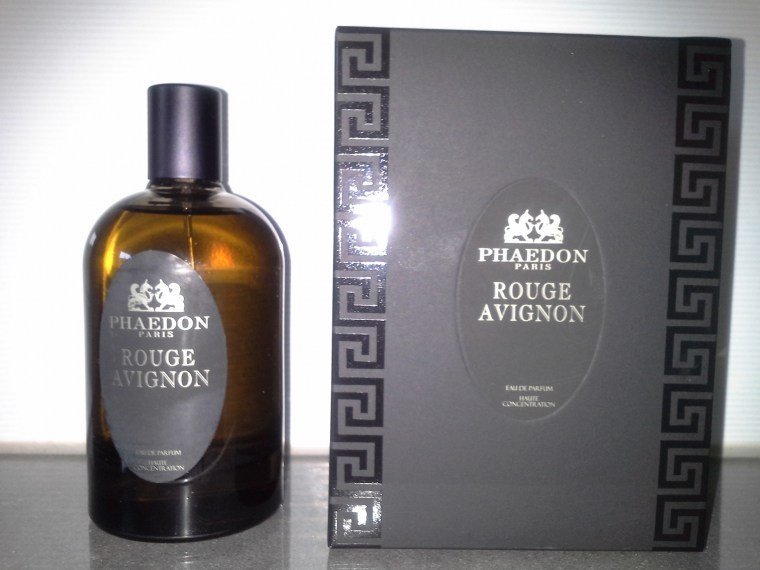 PHAEDON
PARIS
ROUGE
AVIGNON
EAU DE PARFUM
HAUTE
CONCENTRATION
PHAEDON
PARIS
ROUGE
AVIGNON
EAU DE PARFUM
HAUTE
CONCENTRATION